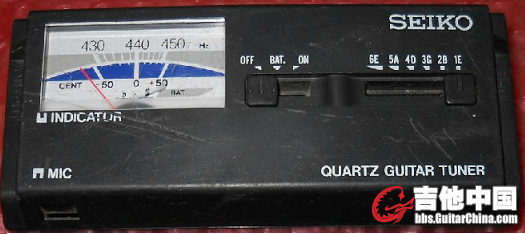 SEIKO
430 440 450 Hz
CENT -50 0 +50
b # BAT.
OFF BAT. ON
6E 5A 4D 3G 2B 1E
INDICATOR
MIC
QUARTZ GUITAR TUNER
吉他中国
bbs.GuitarChina.com